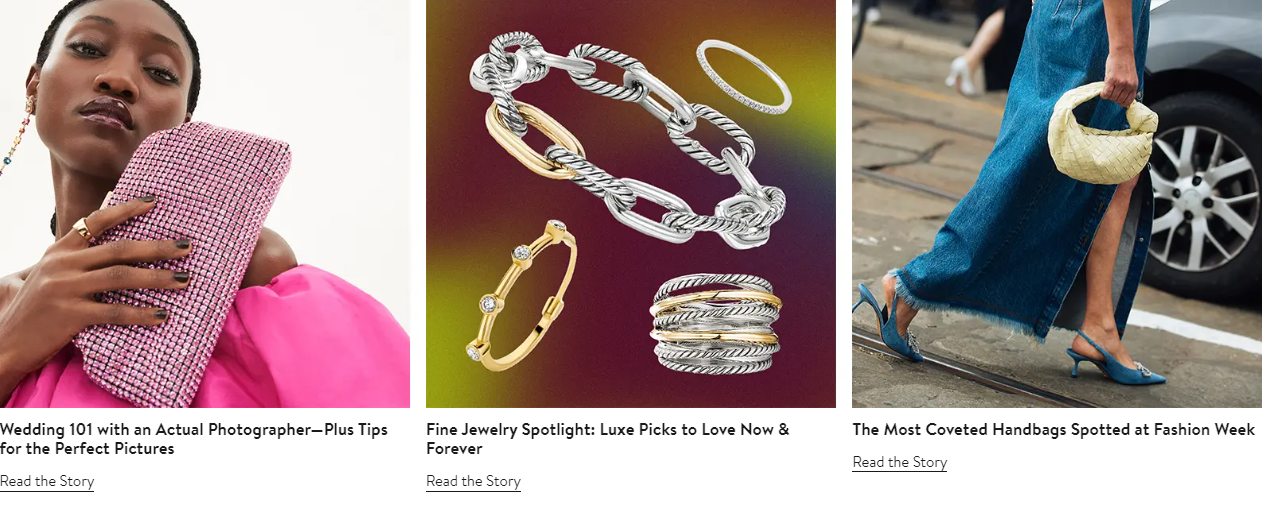 Wedding 101 with an Actual Photographer—Plus Tips
for the Perfect Pictures
Read the Story
Fine Jewelry Spotlight: Luxe Picks to Love Now &
Forever
Read the Story
The Most Coveted Handbags Spotted at Fashion Week
Read the Story